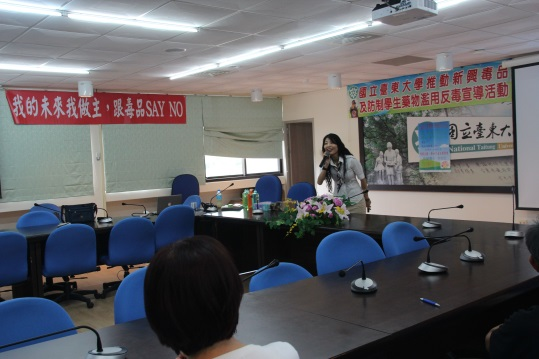 我的未來我做主，跟毒品SAY NO
國立臺東大學推動新興毒品
及防制學生藥物濫用反毒宣導活動
國立臺東大
National Taitung